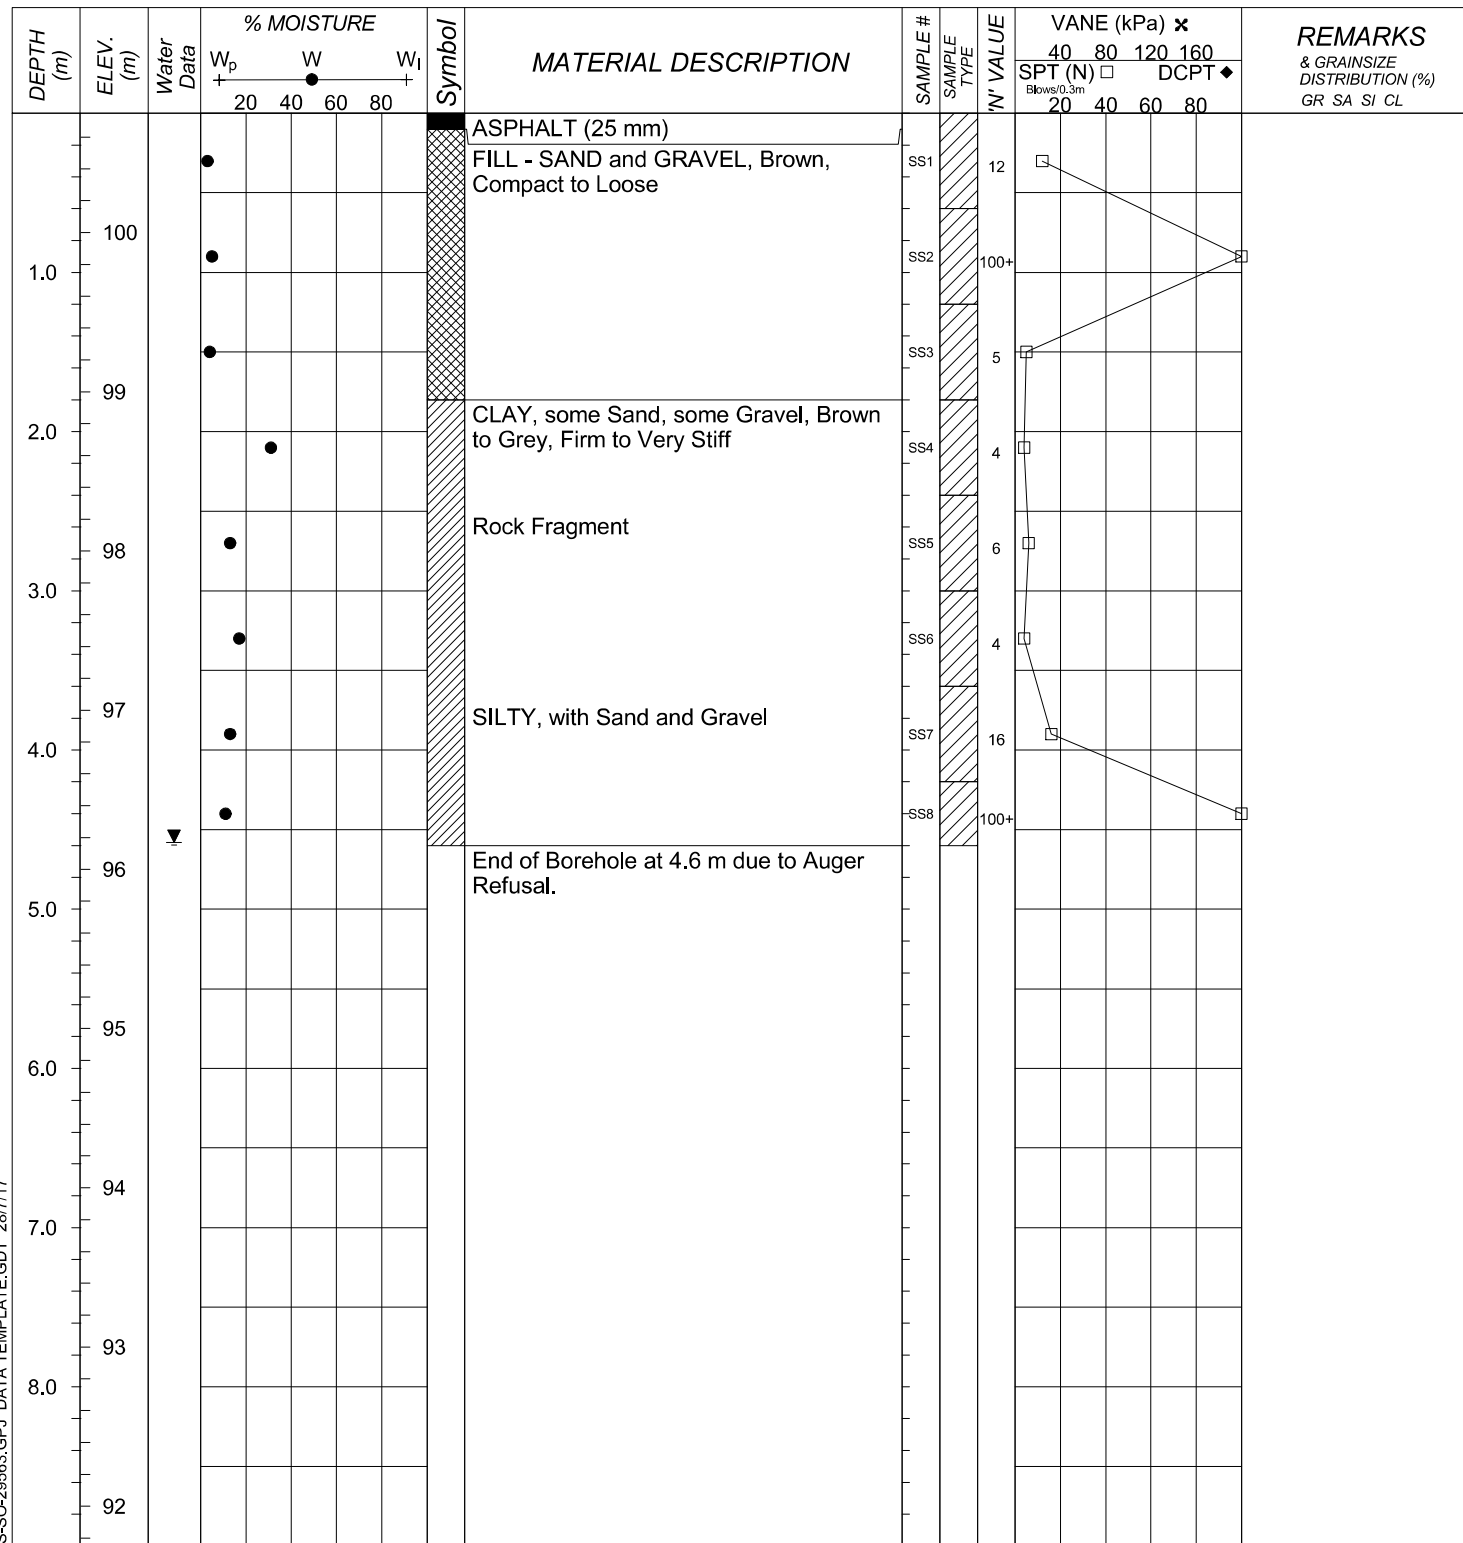 DEPTH (m)
ELEV. (m)
Water Data
% MOISTURE
Wp W Wl
20 40 60 80
Symbol
MATERIAL DESCRIPTION
SAMPLE #
SAMPLE TYPE
'N' VALUE
VANE (kPa)
40 80 120 160
SPT (N) DCPT
Blows/0.3m
20 40 60 80
REMARKS
& GRAINSIZE
DISTRIBUTION (%)
GR SA SI CL
ASPHALT (25 mm)
FILL - SAND and GRAVEL, Brown,
Compact to Loose
SS1 12
100
SS2 100+
1.0
SS3 5
99
CLAY, some Sand, some Gravel, Brown
to Grey, Firm to Very Stiff
2.0
SS4 4
Rock Fragment
98
SS5 6
3.0
SS6 4
97
SILTY, with Sand and Gravel
SS7 16
4.0
SS8 100+
End of Borehole at 4.6 m due to Auger
Refusal.
96
5.0
95
6.0
94
7.0
93
8.0
92
DATA TEMPLATE.GDT